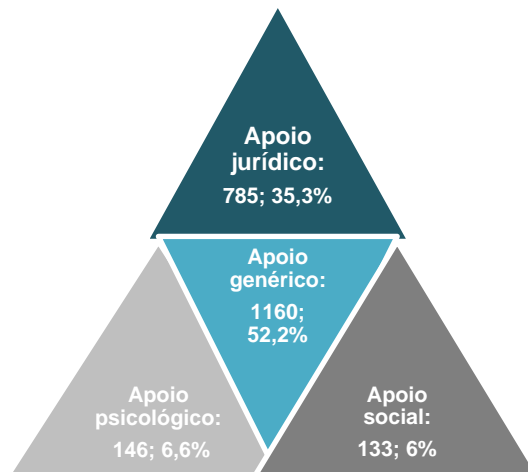 Apoio
jurídico:
785; 35,3%
Apoio
genérico:
1160;
52,2%
Apoio
psicológico:
146; 6,6%
Apoio
social:
133; 6%